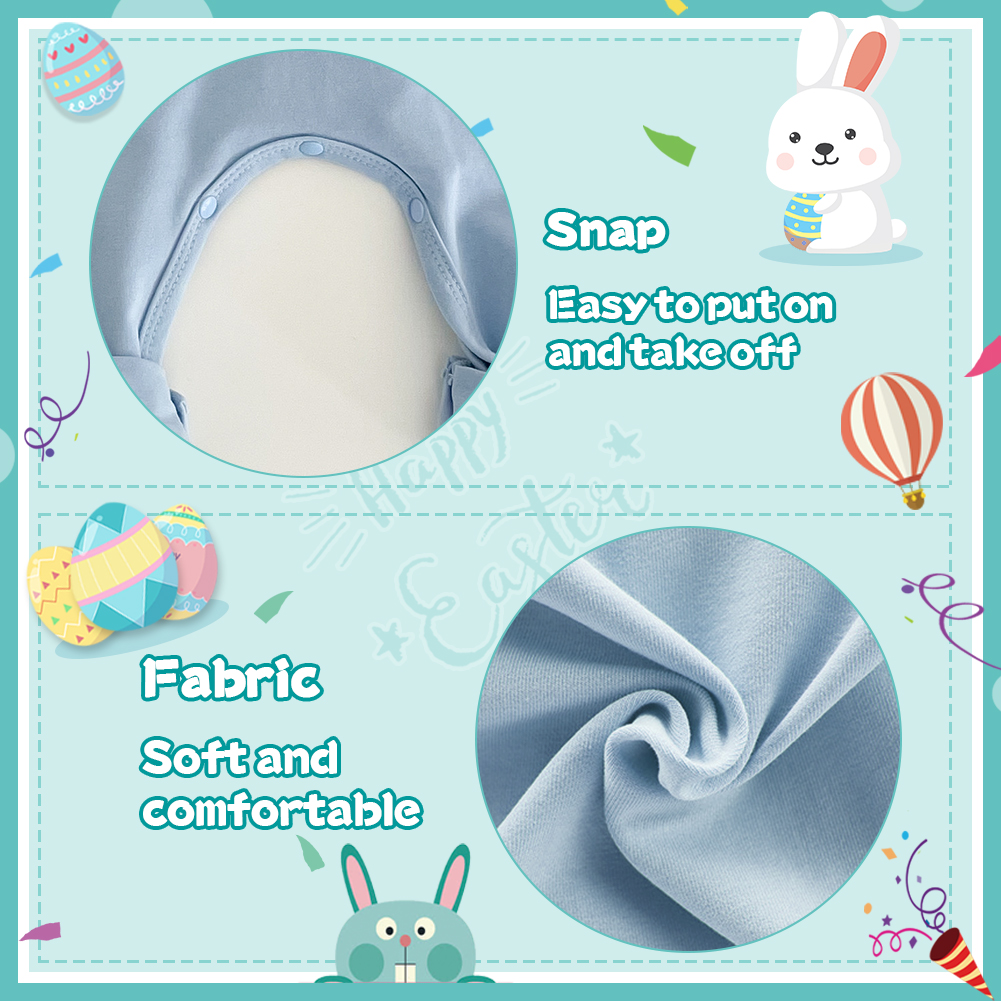 Snap
Easy to put on
and take off
Happy
Easter
Fabric
Soft and
comfortable